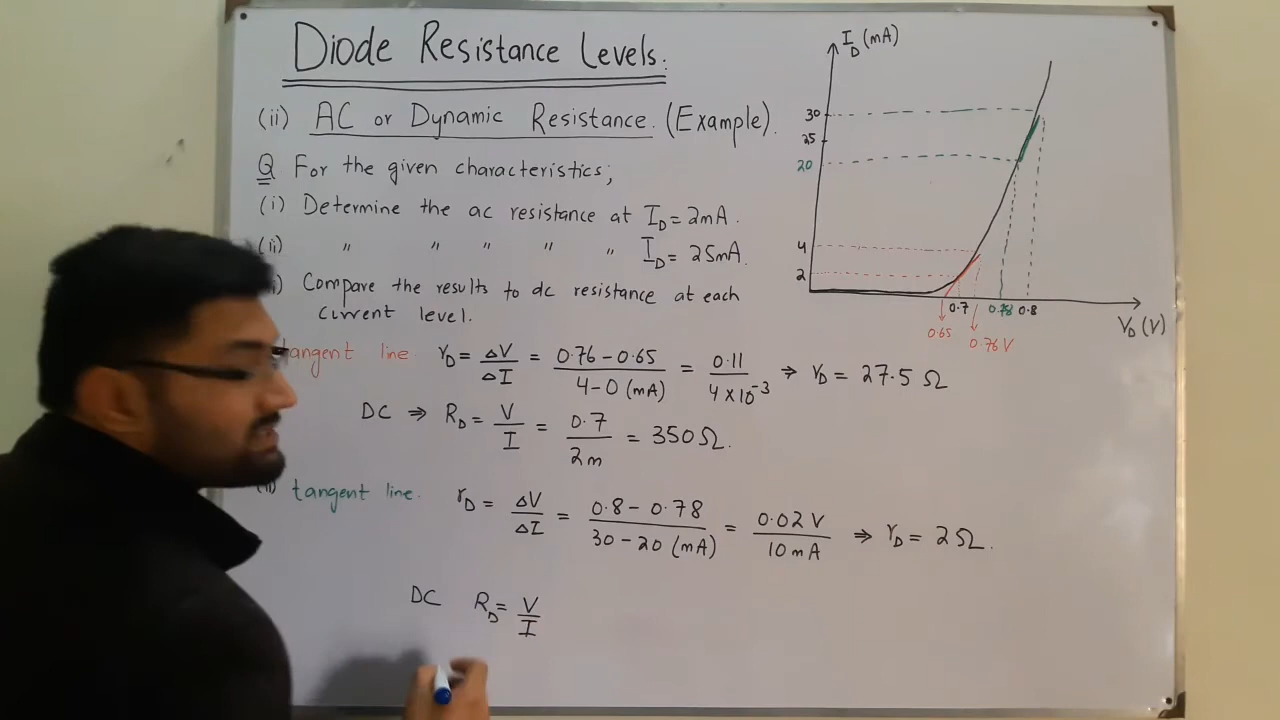 Diode Resistance Levels.
(ii) AC or Dynamic Resistance. (Example).
Q For the given characteristics;
(i) Determine the ac resistance at I_D = 2mA.
(ii) " " " " " I_D = 25mA.
) Compare the results to dc resistance at each
current level.
tangent line. r_D = ΔV/ΔI = 0.76 - 0.65 / 4 - 0 (mA) = 0.11 / 4 × 10^-3 ⇒ r_D = 27.5 Ω
DC ⇒ R_D = V/I = 0.7 / 2m = 350Ω.
tangent line. r_D = ΔV/ΔI = 0.8 - 0.78 / 30 - 20 (mA) = 0.02 V / 10 mA ⇒ r_D = 2Ω.
DC R_D = V/I
I_D (mA)
30
25
20
4
2
0.7 0.78 0.8
V_D (V)
0.65 0.76 V